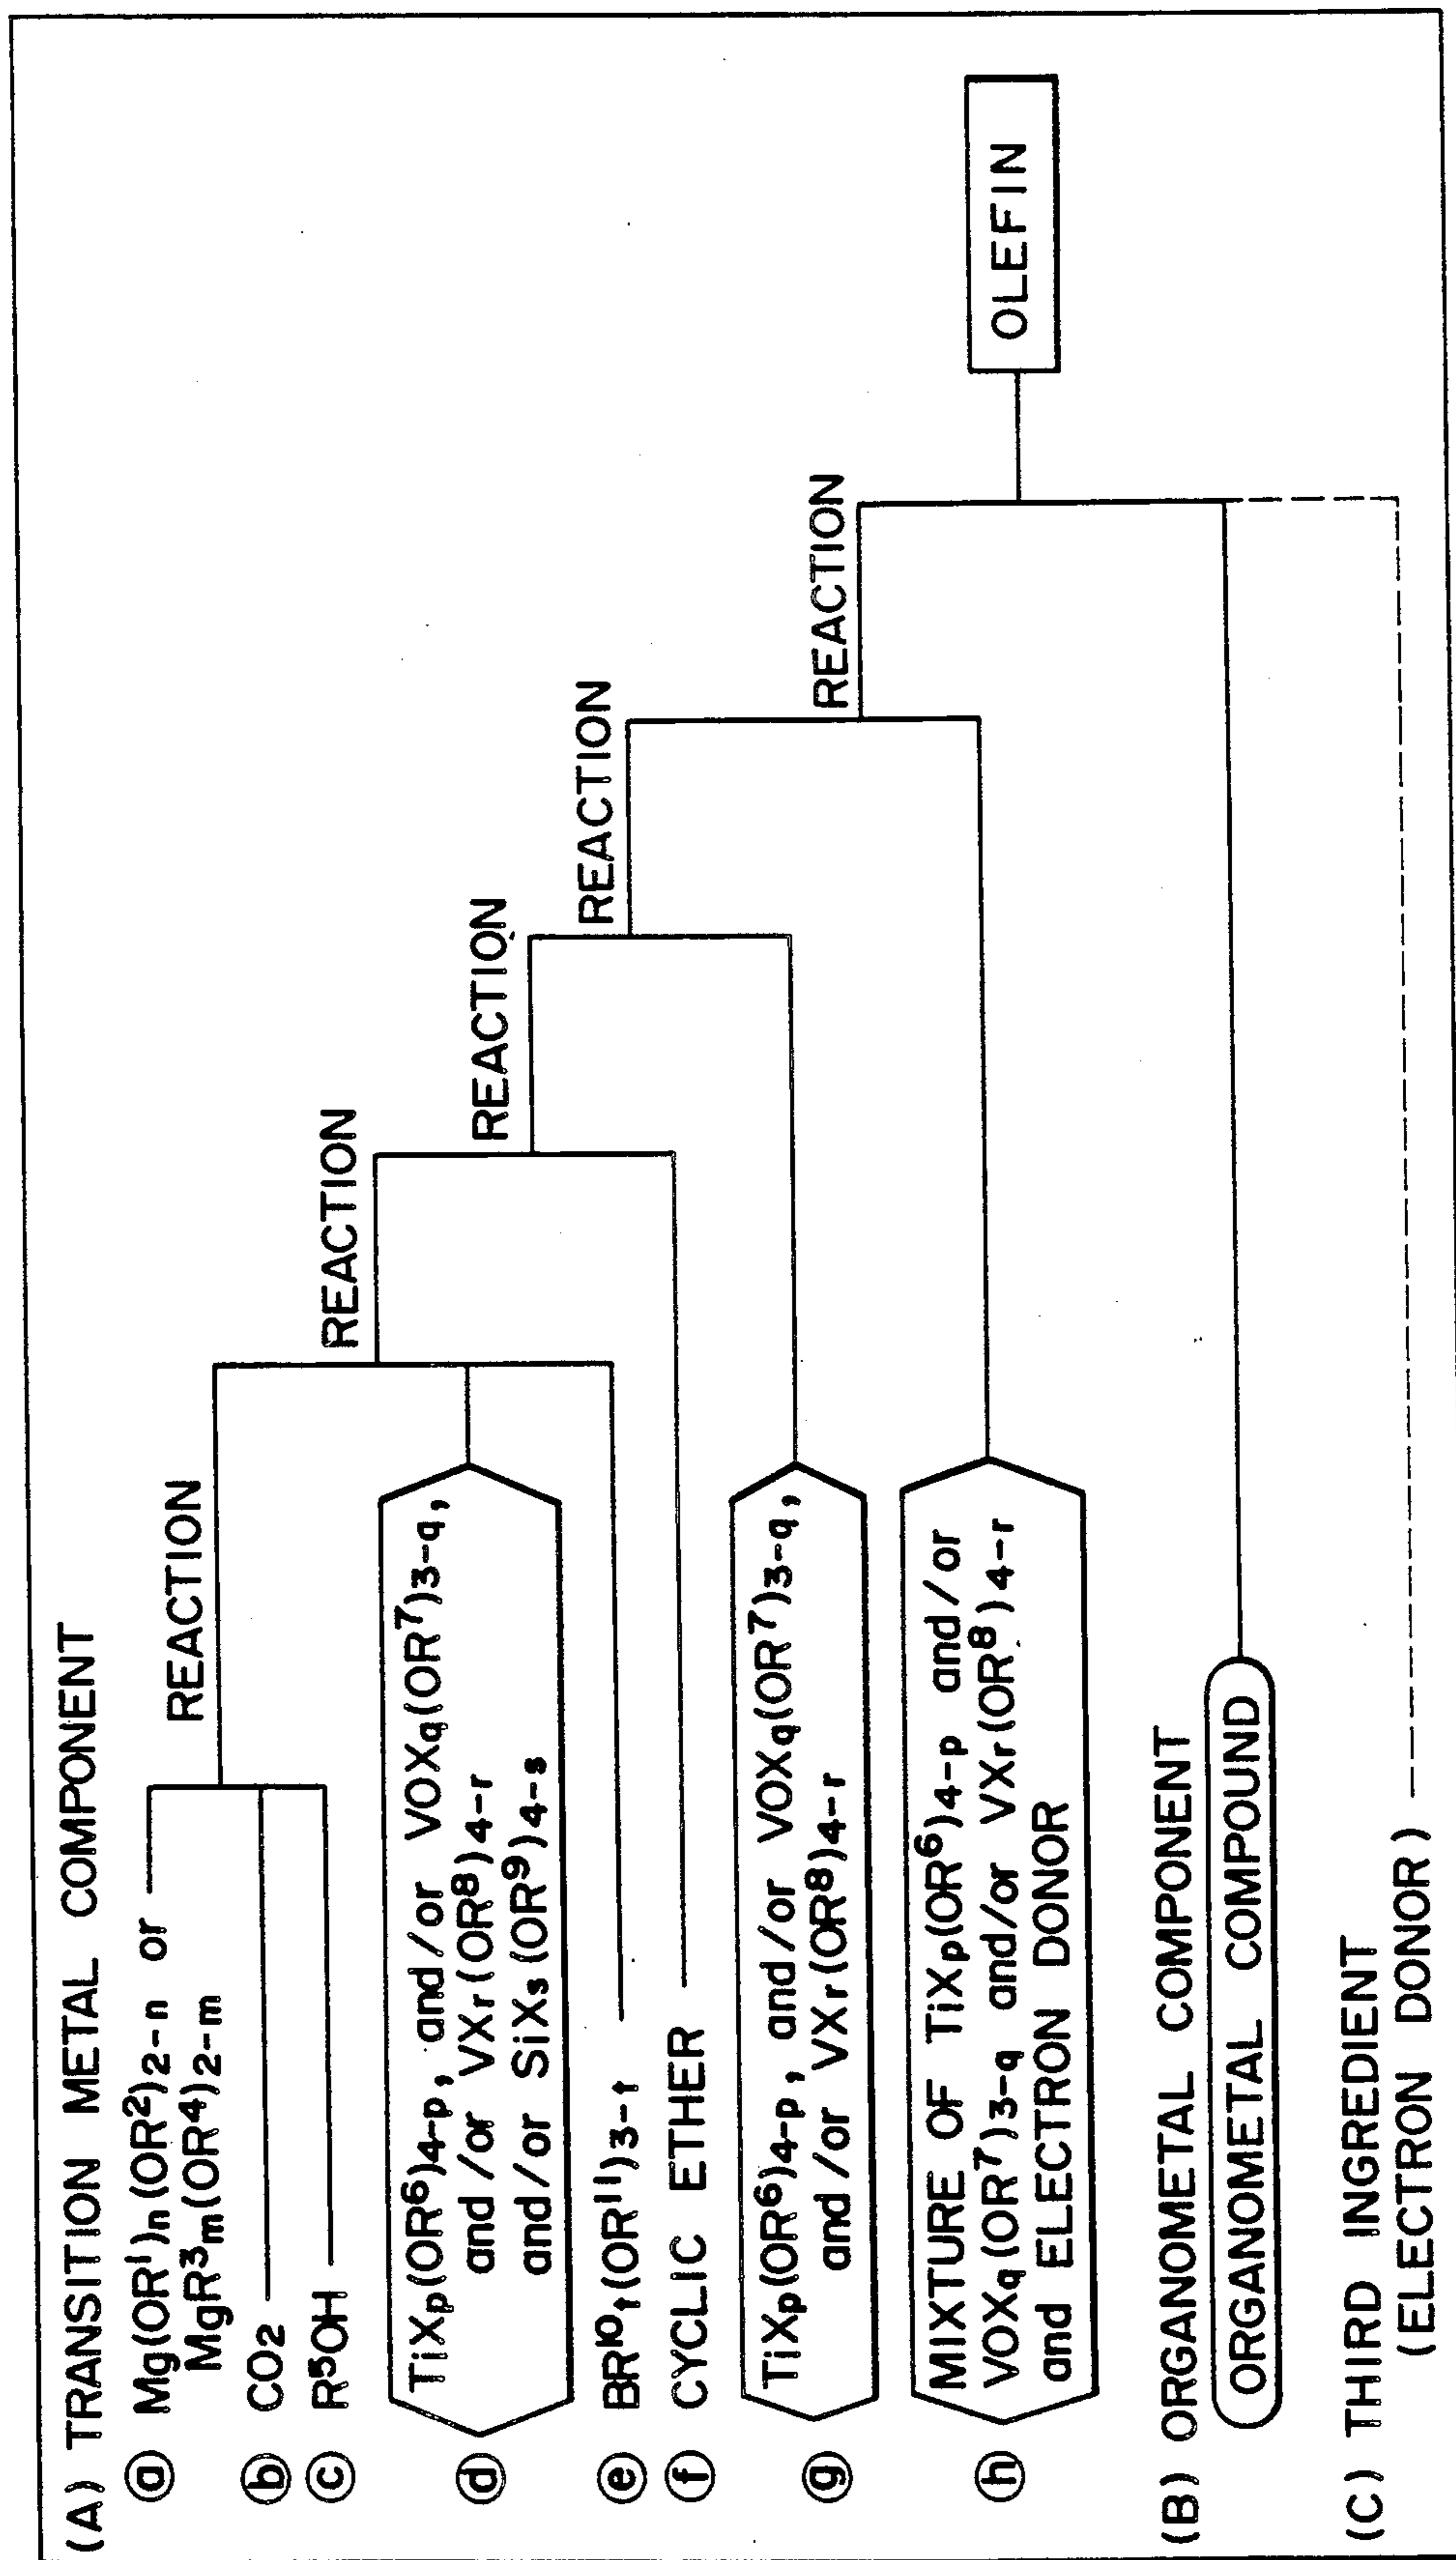 (A) TRANSITION METAL COMPONENT
ⓐ Mg(OR¹)n(OR²)2-n or
MgR³m(OR⁴)2-m
ⓑ CO2
ⓒ R⁵OH
REACTION
ⓓ TiXp(OR⁶)4-p, and/or VOXq(OR⁷)3-q,
and/or VXr(OR⁸)4-r
and/or SiXs(OR⁹)4-s
ⓔ BR¹⁰t(OR¹¹)3-t
REACTION
ⓕ CYCLIC ETHER
REACTION
ⓖ TiXp(OR⁶)4-p, and/or VOXq(OR⁷)3-q,
and/or VXr(OR⁸)4-r
REACTION
ⓗ MIXTURE OF TiXp(OR⁶)4-p and/or
VOXq(OR⁷)3-q and/or VXr(OR⁸)4-r
and ELECTRON DONOR
REACTION
(B) ORGANOMETAL COMPONENT
ORGANOMETAL COMPOUND
(C) THIRD INGREDIENT
(ELECTRON DONOR)
OLEFIN